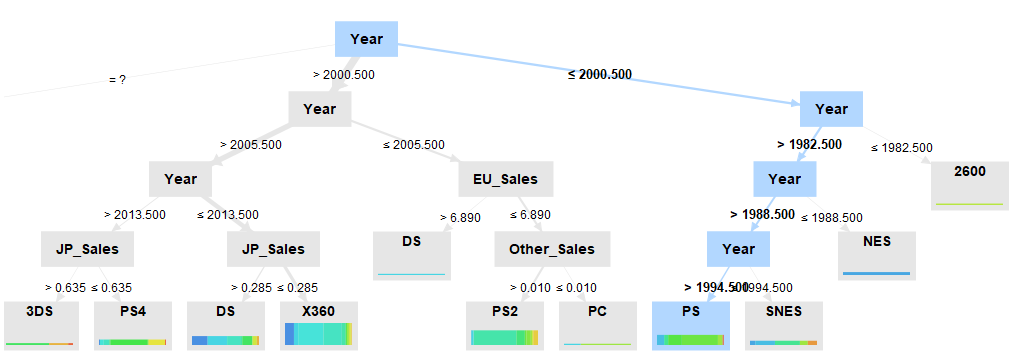 Year
= ?
> 2000.500
≤ 2000.500
Year
Year
> 2005.500
≤ 2005.500
> 1982.500
≤ 1982.500
Year
EU_Sales
Year
2600
> 2013.500
≤ 2013.500
> 6.890
≤ 6.890
> 1988.500
≤ 1988.500
JP_Sales
JP_Sales
DS
Other_Sales
Year
NES
> 0.635
≤ 0.635
> 0.285
≤ 0.285
> 0.010
≤ 0.010
> 1994.500
≤ 1994.500
3DS
PS4
DS
X360
PS2
PC
PS
SNES